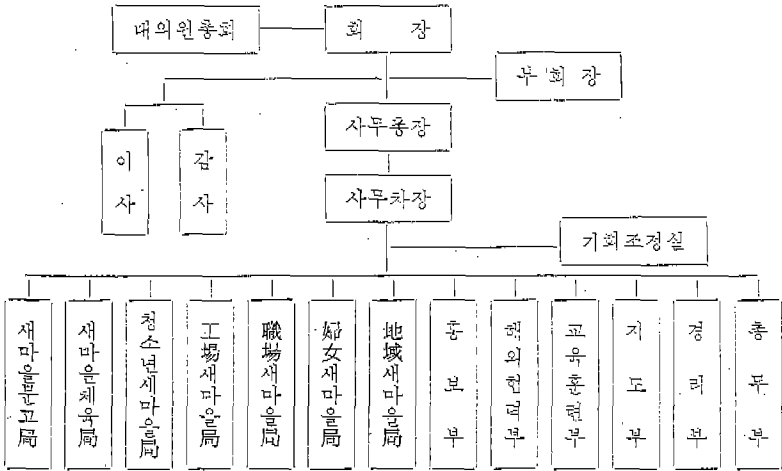 대의원총회
회 장
부 회 장
사무총장
이사
감사
사무차장
기획조정실
새마을문고局
새마을체육局
청소년새마을局
工場새마을局
職場새마을局
婦女새마을局
地域새마을局
홍보부
해외협력부
교육훈련부
지도부
경리부
총무부